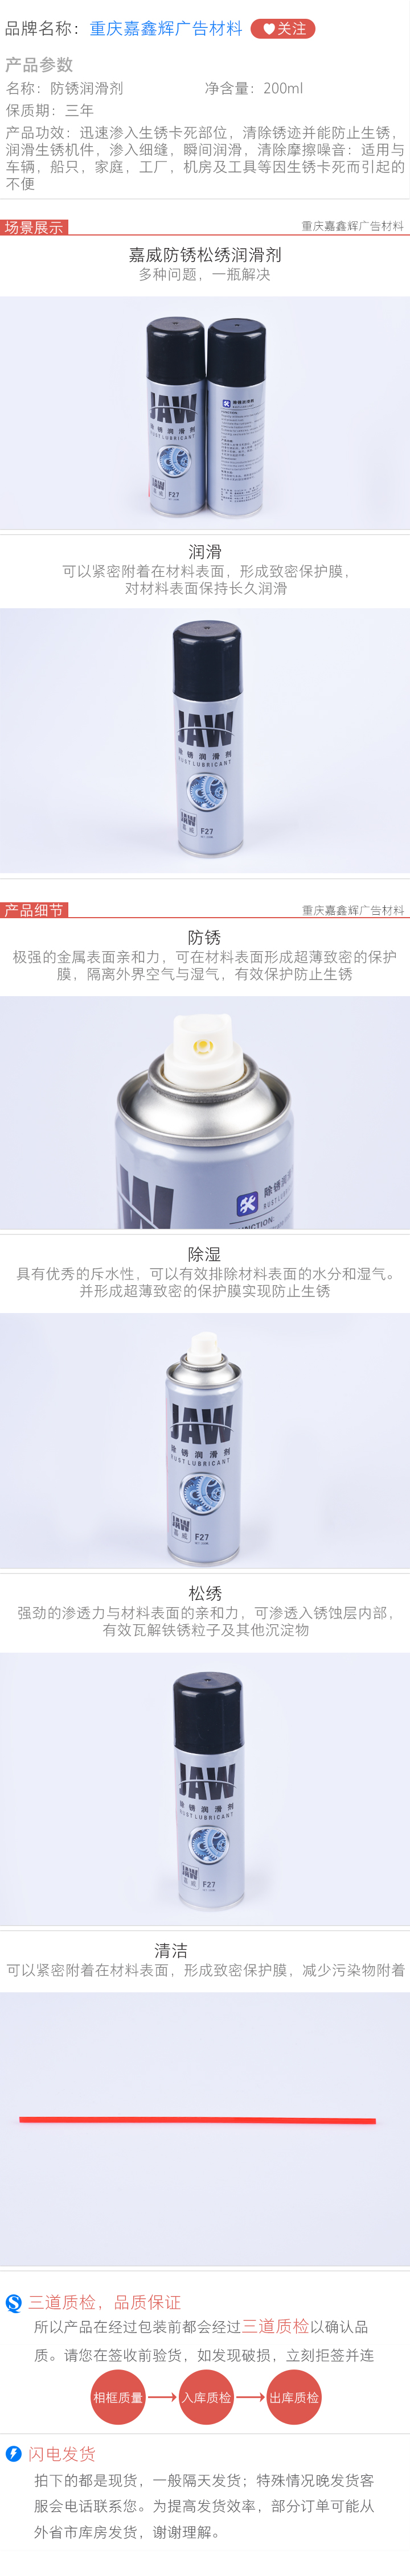 品牌名称：重庆嘉鑫辉广告材料 关注
产品参数
名称：防锈润滑剂 净含量：200ml
保质期：三年
产品功效：迅速渗入生锈卡死部位，清除锈迹并能防止生锈，
润滑生锈机件，渗入细缝，瞬间润滑，清除摩擦噪音：适用与
车辆，船只，家庭，工厂，机房及工具等因生锈卡死而引起的
不便
场景展示 重庆嘉鑫辉广告材料
嘉威防锈松绣润滑剂
多种问题，一瓶解决
JAW
除锈润滑剂
RUST LUBRICANT
JAW
嘉威
F27
润滑
可以紧密附着在材料表面，形成致密保护膜，
对材料表面保持长久润滑
JAW
除锈润滑剂
RUST LUBRICANT
JAW
嘉威
F27
产品细节 重庆嘉鑫辉广告材料
防锈
极强的金属表面亲和力，可在材料表面形成超薄致密的保护
膜，隔离外界空气与湿气，有效保护防止生锈
除锈润滑
除湿
具有优秀的斥水性，可以有效排除材料表面的水分和湿气。
并形成超薄致密的保护膜实现防止生锈
JAW
除锈润滑剂
RUST LUBRICANT
JAW
嘉威
F27
松绣
强劲的渗透力与材料表面的亲和力，可渗透入锈蚀层内部，
有效瓦解铁锈粒子及其他沉淀物
JAW
除锈润滑剂
RUST LUBRICANT
JAW
嘉威
F27
清洁
可以紧密附着在材料表面，形成致密保护膜，减少污染物附着
三道质检，品质保证
所以产品在经过包装前都会经过三道质检以确认品
质。请您在签收前验货，如发现破损，立刻拒签并连
相框质量 入库质检 出库质检
闪电发货
拍下的都是现货，一般隔天发货；特殊情况晚发货客
服会电话联系您。为提高发货效率，部分订单可能从
外省市库房发货，谢谢理解。